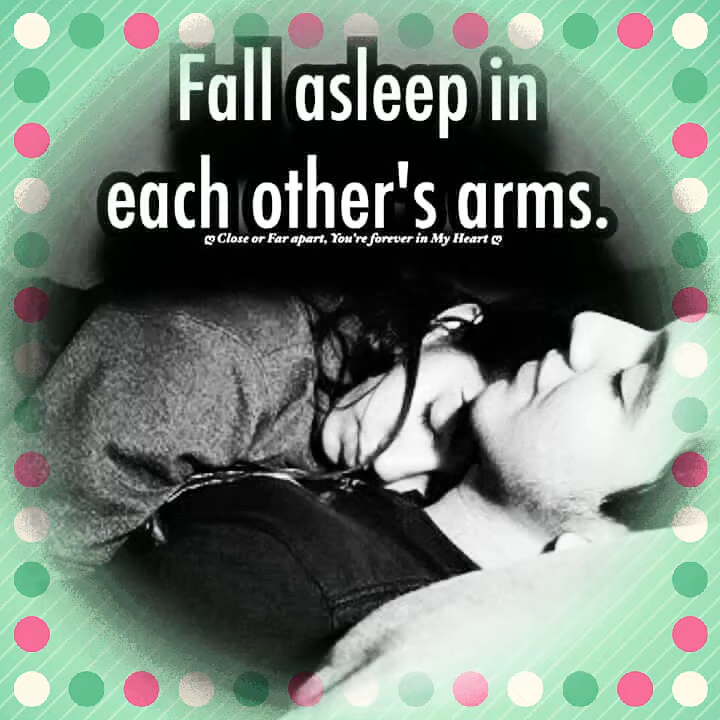 Fall asleep in
each other's arms.
ღ Close or Far apart, You're forever in My Heart ღ